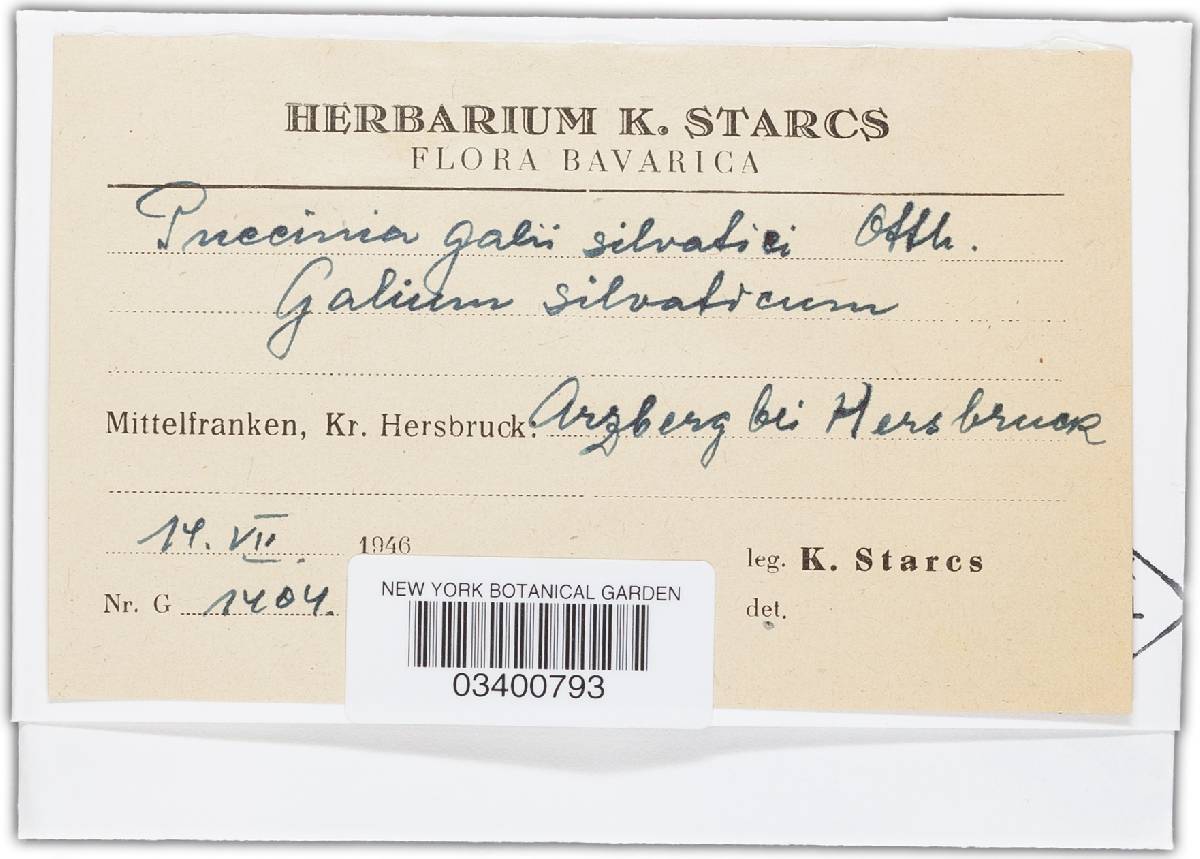 HERBARIUM K. STARCS
FLORA BAVARICA
Puccinia galii silvatici Otth.
Galium silvaticum
Mittelfranken, Kr. Hersbruck: Arzberg bei Hersbruck
14. VII. 1946
leg. K. Starcs
Nr. G 1404.
det.
NEW YORK BOTANICAL GARDEN
03400793